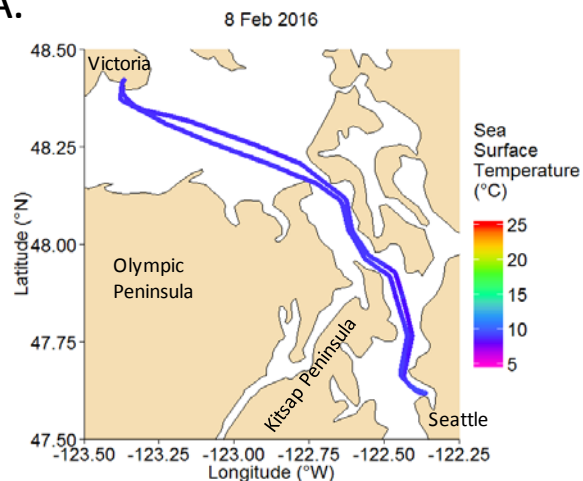 A.
8 Feb 2016
48.50
48.25
48.00
47.75
47.50
Latitude (°N)
Victoria
Olympic
Peninsula
Kitsap Peninsula
Seattle
-123.50 -123.25 -123.00 -122.75 -122.50 -122.25
Longitude (°W)
Sea
Surface
Temperature
(°C)
25
20
15
10
5